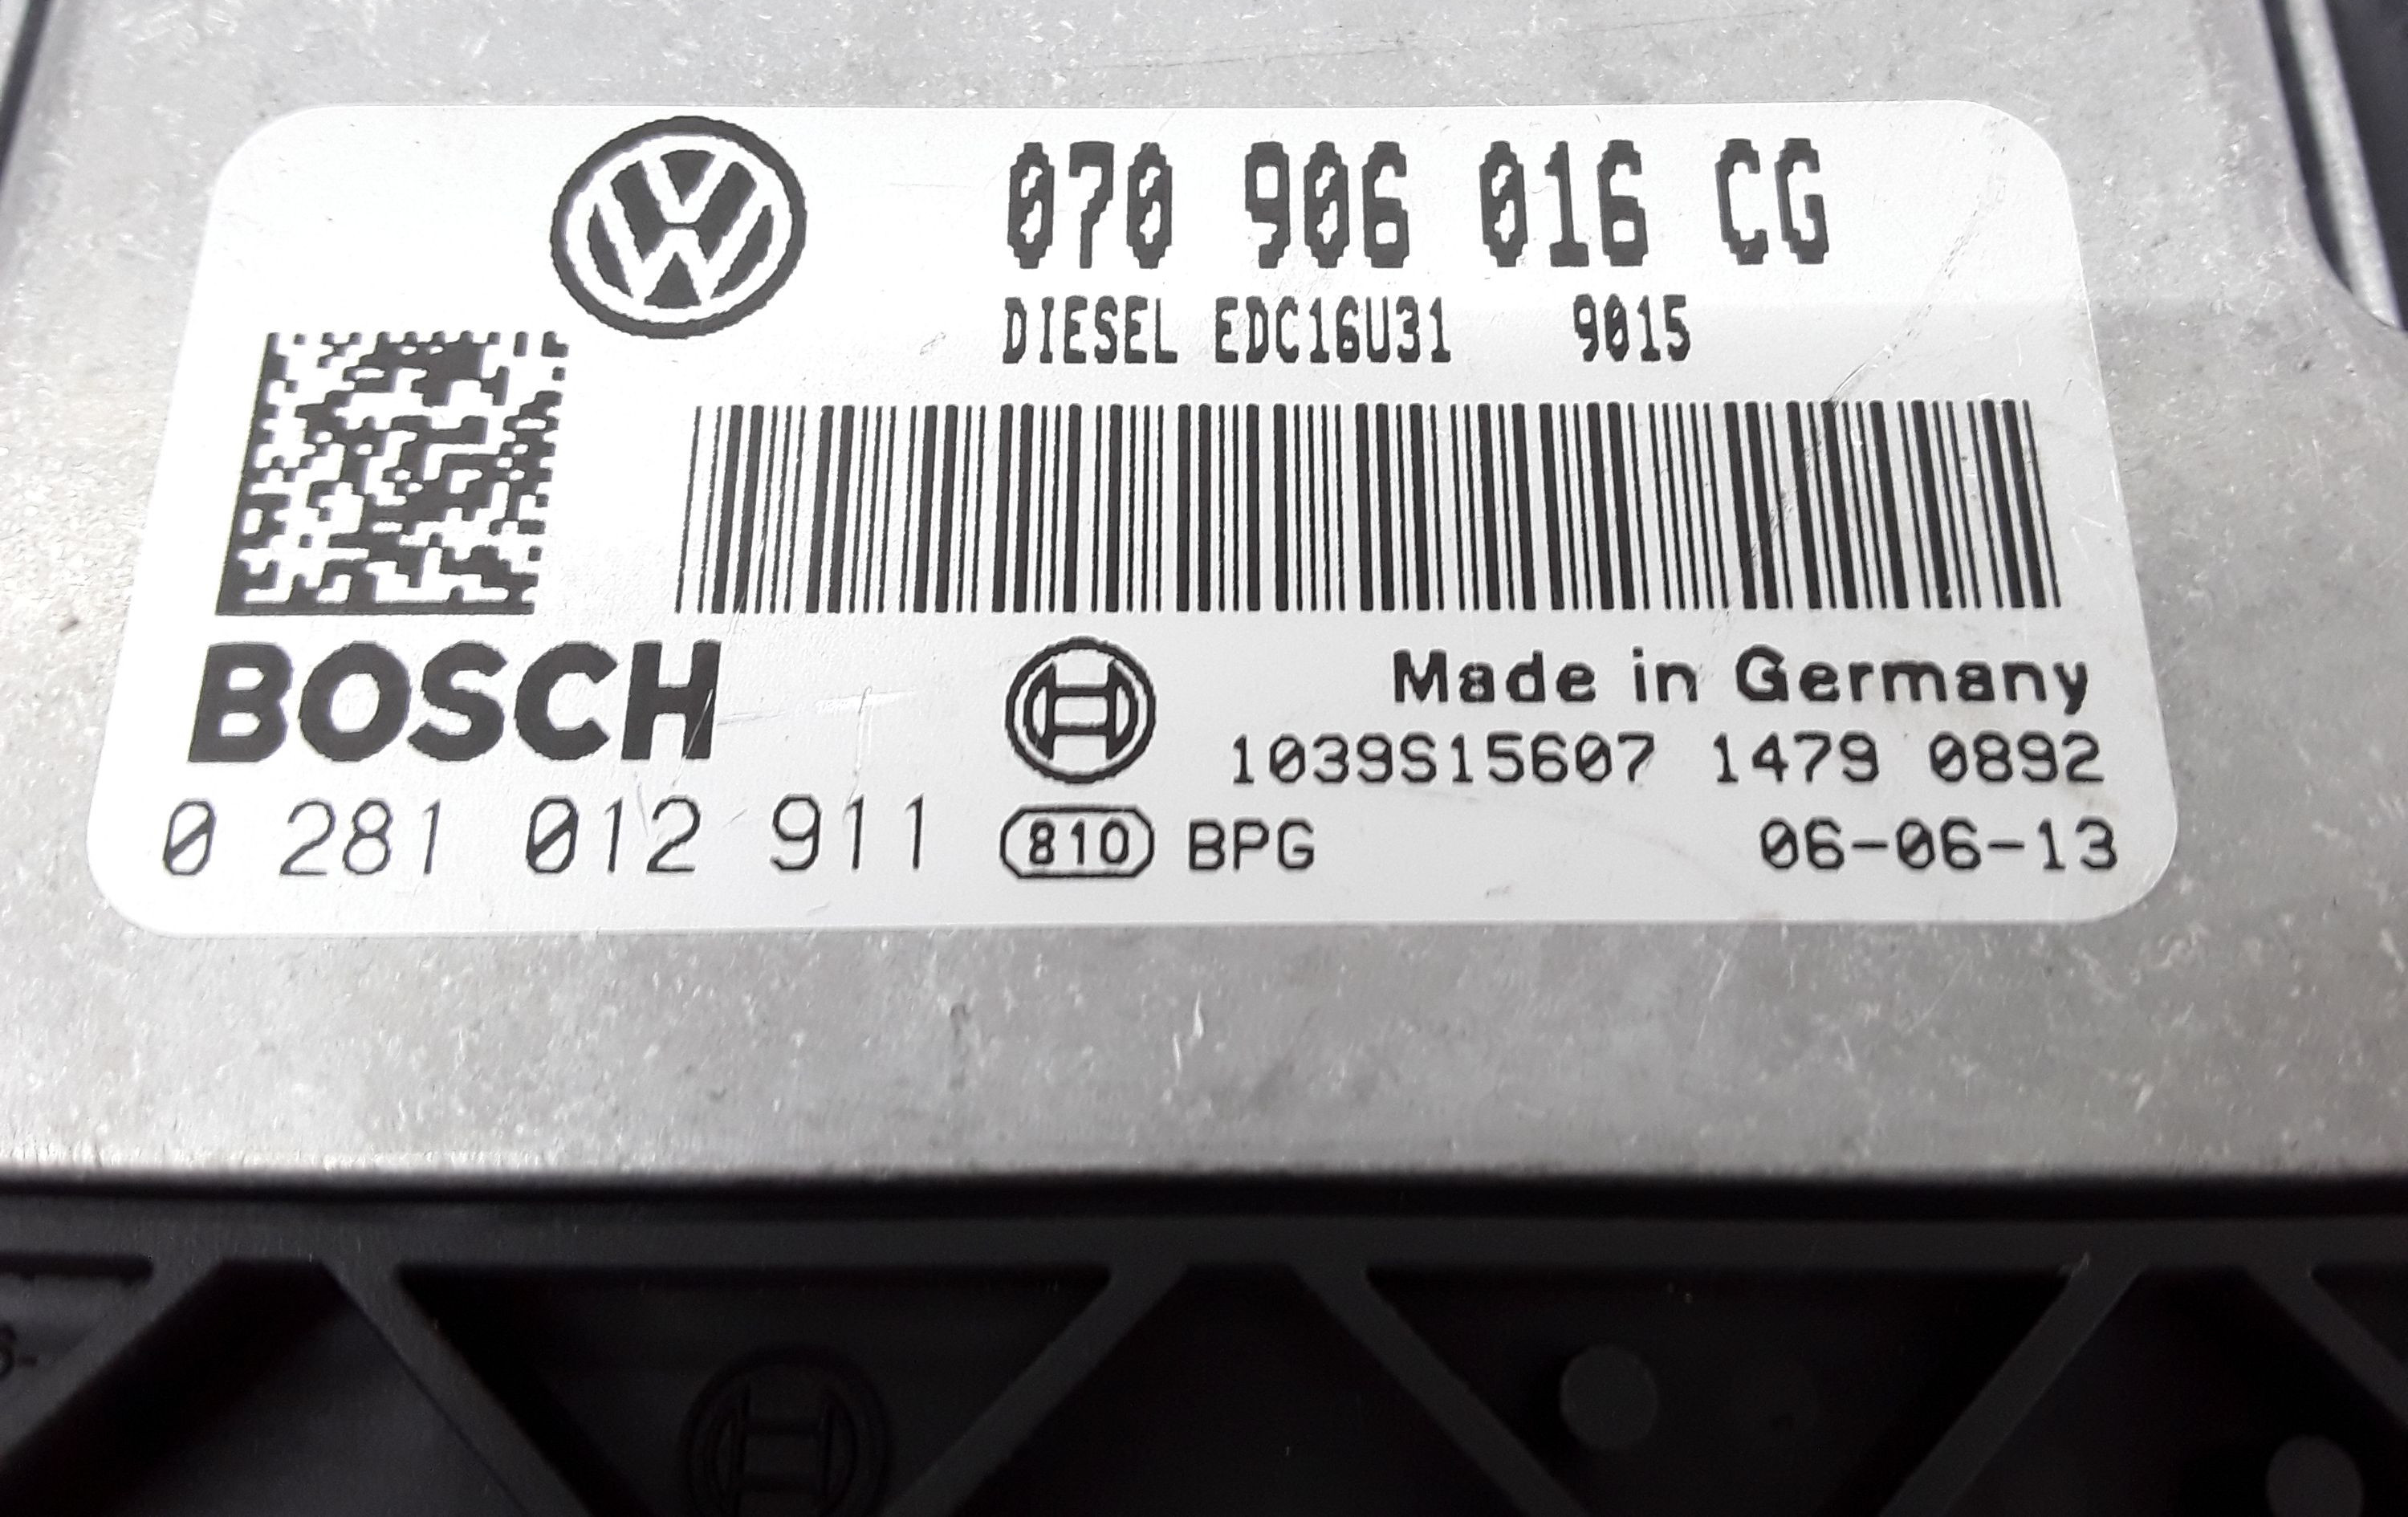 070 906 016 CG
DIESEL EDC16U31 9015
BOSCH
Made in Germany
1039S15607 1479 0892
0 281 012 911 810 BPG 06-06-13